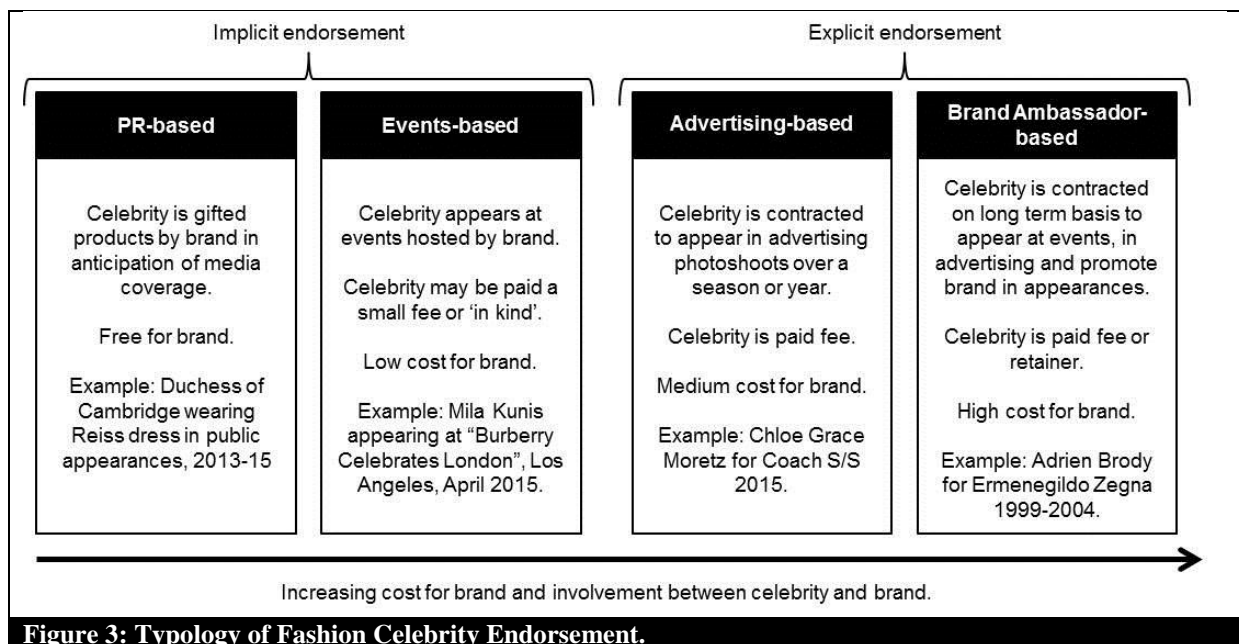 Implicit endorsement
Explicit endorsement
PR-based
Celebrity is gifted
products by brand in
anticipation of media
coverage.
Free for brand.
Example: Duchess of
Cambridge wearing
Reiss dress in public
appearances, 2013-15
Events-based
Celebrity appears at
events hosted by brand.
Celebrity may be paid a
small fee or ‘in kind’.
Low cost for brand.
Example: Mila Kunis
appearing at “Burberry
Celebrates London”, Los
Angeles, April 2015.
Advertising-based
Celebrity is contracted
to appear in advertising
photoshoots over a
season or year.
Celebrity is paid fee.
Medium cost for brand.
Example: Chloe Grace
Moretz for Coach S/S
2015.
Brand Ambassador-
based
Celebrity is contracted
on long term basis to
appear at events, in
advertising and promote
brand in appearances.
Celebrity is paid fee or
retainer.
High cost for brand.
Example: Adrien Brody
for Ermenegildo Zegna
1999-2004.
Increasing cost for brand and involvement between celebrity and brand.
Figure 3: Typology of Fashion Celebrity Endorsement.